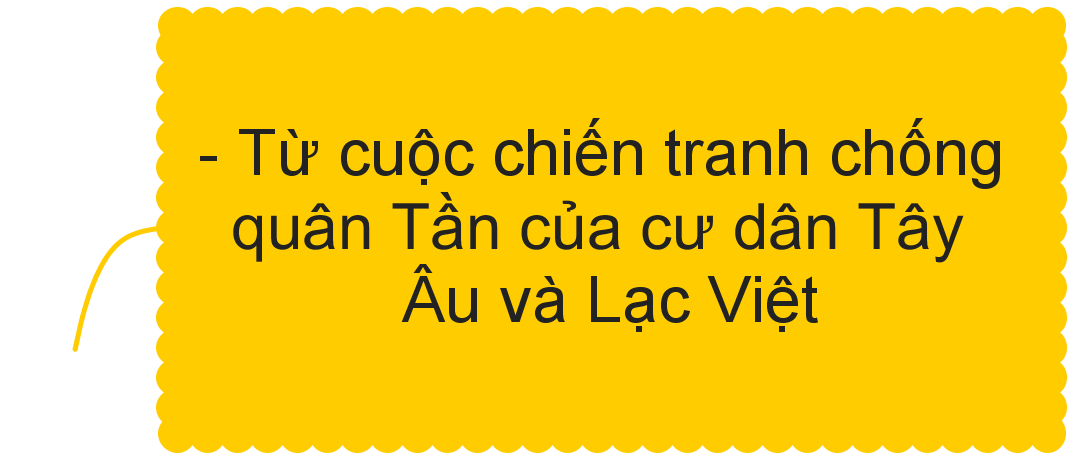 - Từ cuộc chiến tranh chống
quân Tần của cư dân Tây
Âu và Lạc Việt